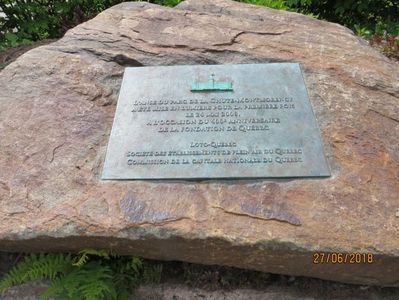 L'ANSE DU PARC DE LA CHUTE-MONTMORENCY
A ÉTÉ MISE EN LUMIÈRE POUR LA PREMIÈRE FOIS
LE 24 MAI 2008
À L'OCCASION DU 400e ANNIVERSAIRE
DE LA FONDATION DE QUÉBEC
LOTO-QUÉBEC
SOCIÉTÉ DES ÉTABLISSEMENTS DE PLEIN AIR DU QUÉBEC
COMMISSION DE LA CAPITALE NATIONALE DU QUÉBEC
27/06/2018